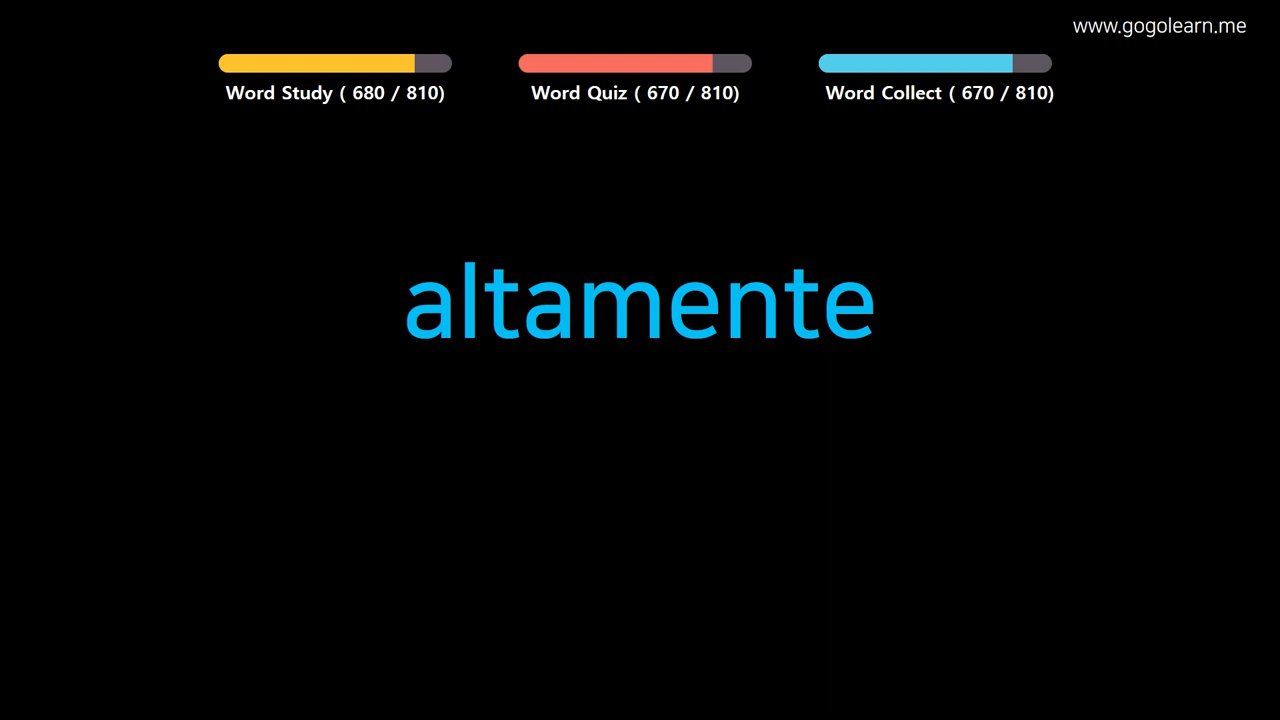 www.gogolearn.me
Word Study ( 680 / 810)
Word Quiz ( 670 / 810)
Word Collect ( 670 / 810)
altamente